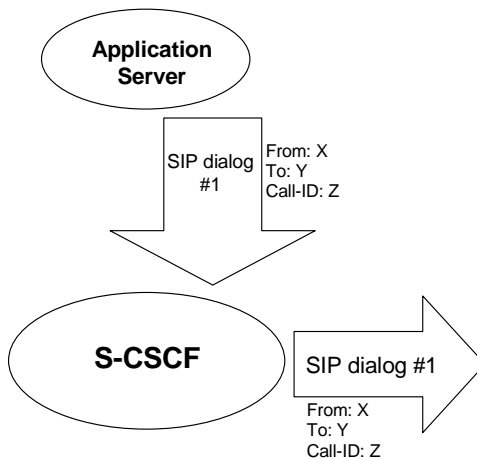 Application
Server
SIP dialog
#1
From: X
To: Y
Call-ID: Z
S-CSCF
SIP dialog #1
From: X
To: Y
Call-ID: Z